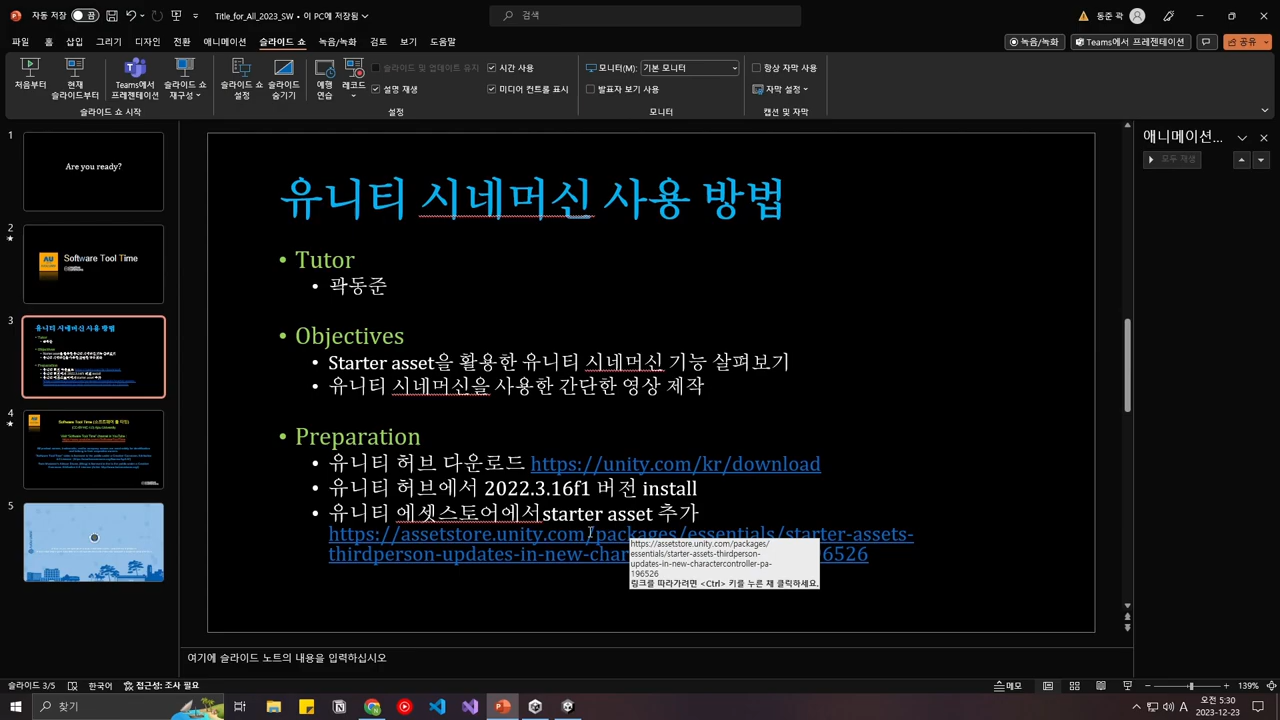 자동 저장 끔 Title_for_All_2023_SW • 이 PC에 저장됨 검색 동준 곽
파일 홈 삽입 그리기 디자인 전환 애니메이션 슬라이드 쇼 녹음/녹화 검토 보기 도움말 녹음/녹화 Teams에서 프레젠테이션 공유
처음부터
현재
슬라이드부터
Teams에서
프레젠테이션
슬라이드 쇼
재구성
슬라이드 쇼 시작
슬라이드 쇼
설정
슬라이드
숨기기
예행
연습
레코드
슬라이드 및 업데이트 유지
설명 재생
시간 사용
미디어 컨트롤 표시
설정
모니터(M): 기본 모니터
발표자 보기 사용
모니터
항상 자막 사용
자막 설정
캡션 및 자막
1
Are you ready?
2
AU
Software Tool Time
3
유니티 시네머신 사용 방법
4
5
유니티 시네머신 사용 방법
• Tutor
• 곽동준
• Objectives
• Starter asset을 활용한 유니티 시네머신 기능 살펴보기
• 유니티 시네머신을 사용한 간단한 영상 제작
• Preparation
• 유니티 허브 다운로드 https://unity.com/kr/download
• 유니티 허브에서 2022.3.16f1 버전 install
• 유니티 에셋스토어에서starter asset 추가
https://assetstore.unity.com/packages/essentials/starter-assets-
thirdperson-updates-in-new-char 96526
https://assetstore.unity.com/packages/
essentials/starter-assets-thirdperson-
updates-in-new-charactercontroller-pa-
196526
링크를 따라가려면 <Ctrl> 키를 누른 채 클릭하세요.
애니메이션...
모두 재생
여기에 슬라이드 노트의 내용을 입력하십시오
슬라이드 3/5 한국어 접근성: 조사 필요 메모 139%
찾기
A
오전 5:30
2023-12-23